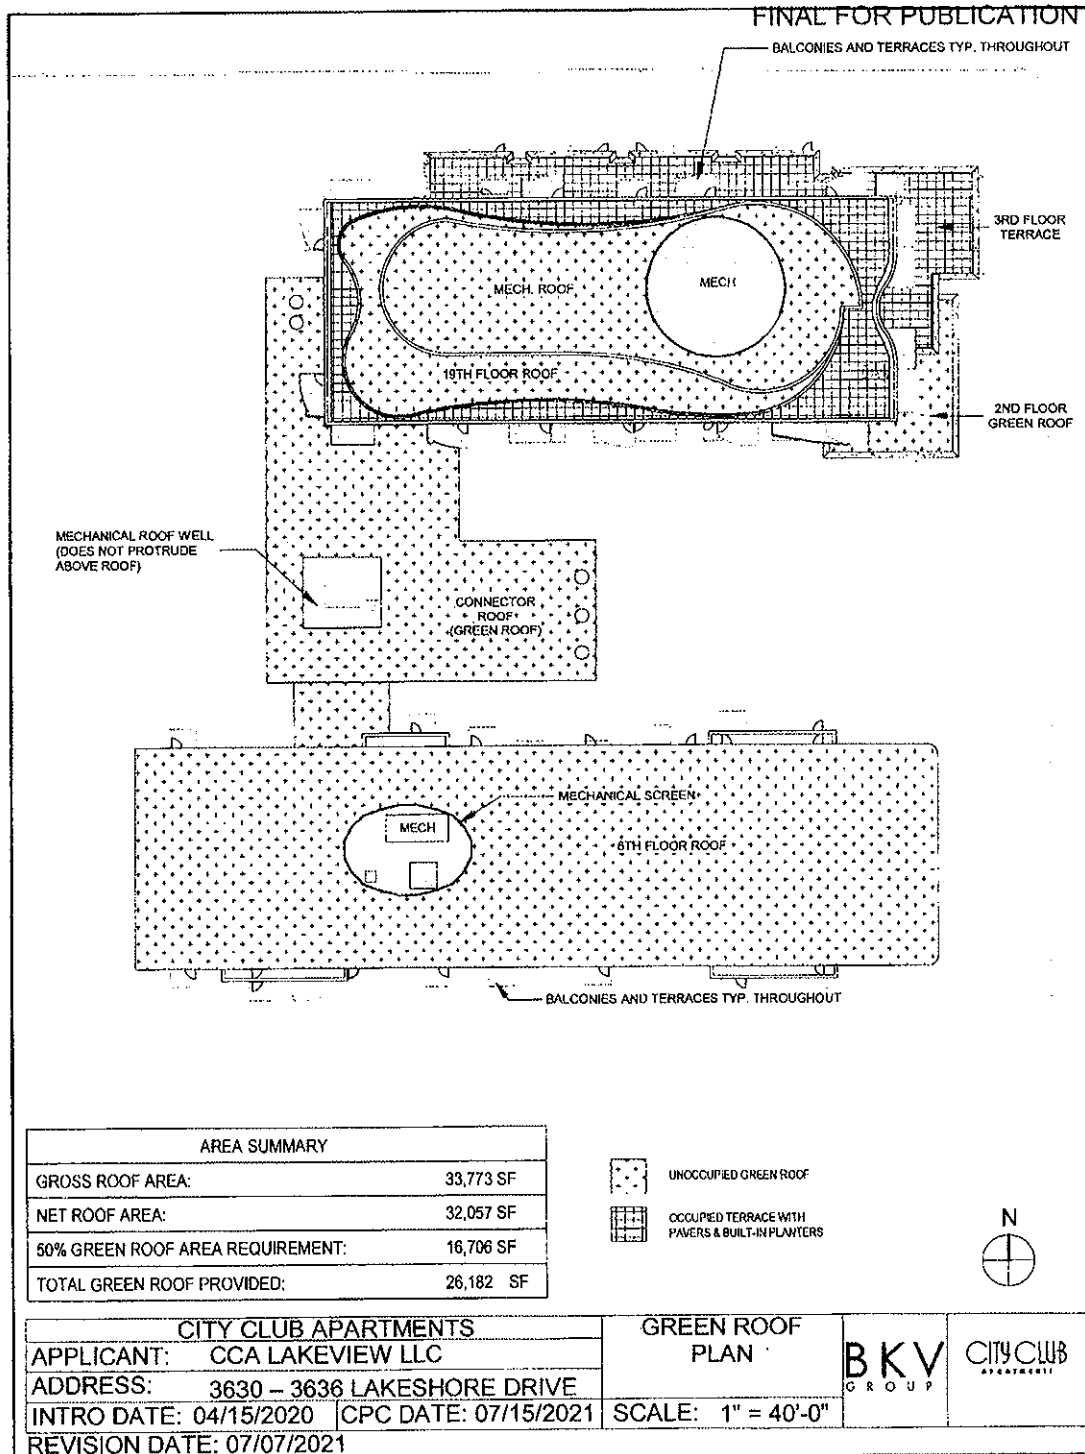 FINAL FOR PUBLICATION
BALCONIES AND TERRACES TYP. THROUGHOUT
3RD FLOOR
TERRACE
MECH. ROOF
MECH
19TH FLOOR ROOF
2ND FLOOR
GREEN ROOF
MECHANICAL ROOF WELL
(DOES NOT PROTRUDE
ABOVE ROOF)
CONNECTOR
ROOF
(GREEN ROOF)
MECHANICAL SCREEN
MECH
8TH FLOOR ROOF
BALCONIES AND TERRACES TYP. THROUGHOUT
AREA SUMMARY
GROSS ROOF AREA: 33,773 SF
NET ROOF AREA: 32,057 SF
50% GREEN ROOF AREA REQUIREMENT: 16,706 SF
TOTAL GREEN ROOF PROVIDED: 26,182 SF
UNOCCUPIED GREEN ROOF
OCCUPIED TERRACE WITH
PAVERS & BUILT-IN PLANTERS
N
CITY CLUB APARTMENTS
APPLICANT: CCA LAKEVIEW LLC
ADDRESS: 3630 – 3636 LAKESHORE DRIVE
INTRO DATE: 04/15/2020 CPC DATE: 07/15/2021
REVISION DATE: 07/07/2021
GREEN ROOF
PLAN
SCALE: 1" = 40'-0"
BKV
GROUP
CITY CLUB
APARTMENTS